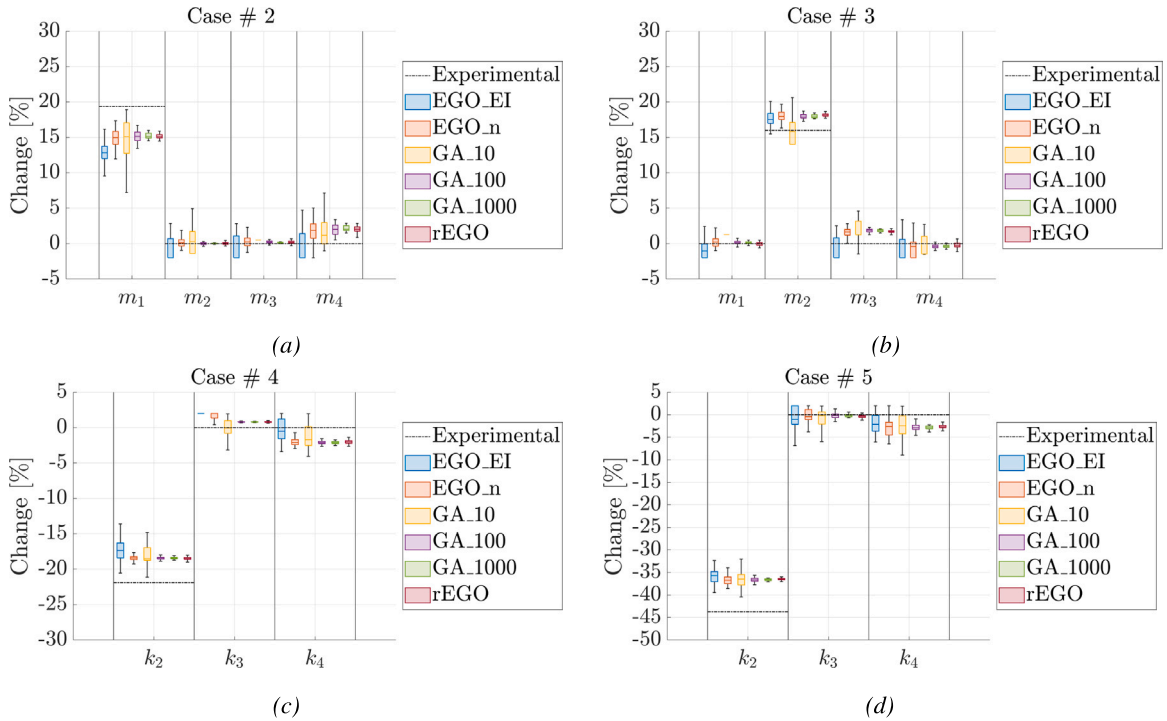 Case # 2
Change [%]
30
25
20
15
10
5
0
-5
m1 m2 m3 m4
Experimental
EGO_EI
EGO_n
GA_10
GA_100
GA_1000
rEGO
(a)
Case # 3
Change [%]
30
25
20
15
10
5
0
-5
m1 m2 m3 m4
Experimental
EGO_EI
EGO_n
GA_10
GA_100
GA_1000
rEGO
(b)
Case # 4
Change [%]
5
0
-5
-10
-15
-20
-25
-30
k2 k3 k4
Experimental
EGO_EI
EGO_n
GA_10
GA_100
GA_1000
rEGO
(c)
Case # 5
Change [%]
5
0
-5
-10
-15
-20
-25
-30
-35
-40
-45
-50
k2 k3 k4
Experimental
EGO_EI
EGO_n
GA_10
GA_100
GA_1000
rEGO
(d)